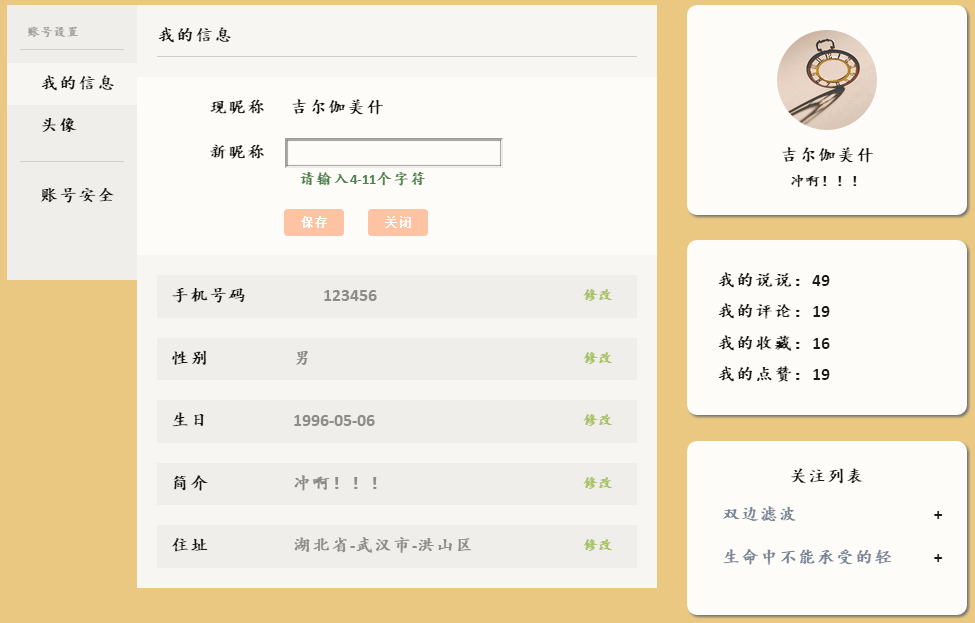 账号设置
我的信息
头像
账号安全
我的信息
现昵称 吉尔伽美什
新昵称
请输入4-11个字符
保存 关闭
手机号码 123456 修改
性别 男 修改
生日 1996-05-06 修改
简介 冲啊！！！ 修改
住址 湖北省-武汉市-洪山区 修改
吉尔伽美什
冲啊！！！
我的说说：49
我的评论：19
我的收藏：16
我的点赞：19
关注列表
双边滤波 +
生命中不能承受的轻 +